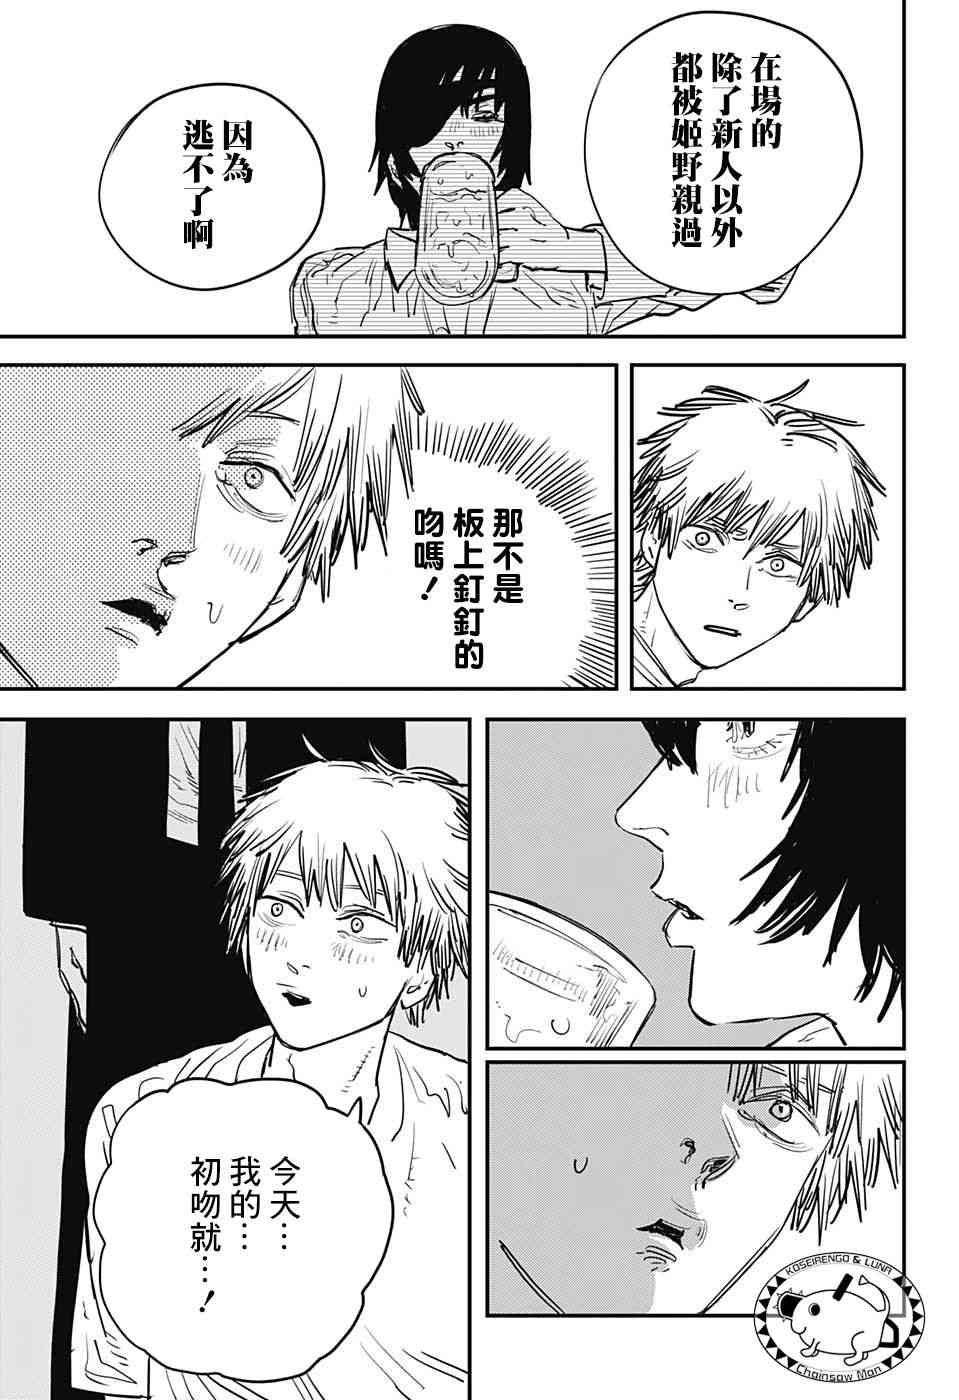 在場的
除了新人以外
都被姬野親過
因為
逃不了啊
那不是
板上釘釘的
吻嗎！
今天…
我的…
初吻就…！
KOSEIRENGO & LUNA
Chainsaw Man